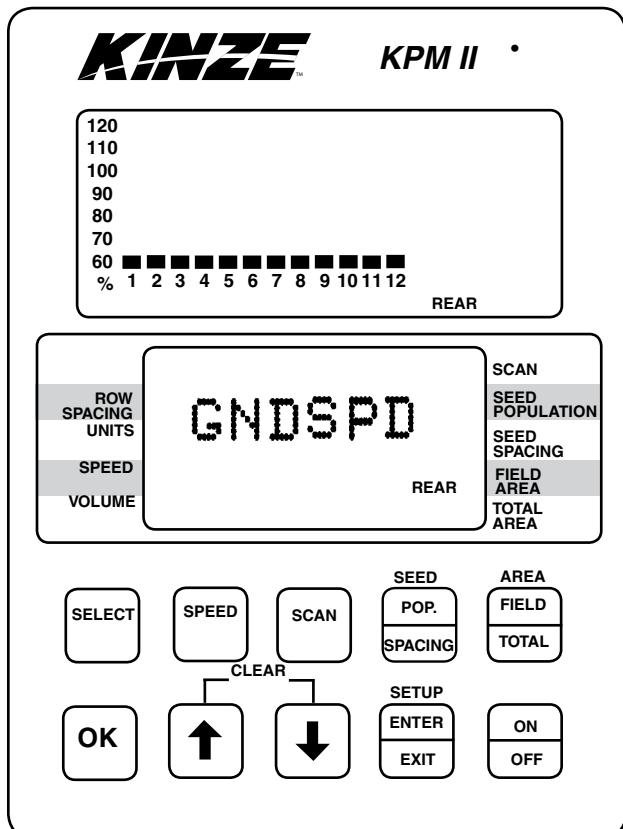 KINZE™ KPM II
120
110
100
90
80
70
60
% 1 2 3 4 5 6 7 8 9 10 11 12
REAR
ROW
SPACING
UNITS
SPEED
VOLUME
GNDSPD
REAR
SCAN
SEED
POPULATION
SEED
SPACING
FIELD
AREA
TOTAL
AREA
SELECT
SPEED
SCAN
SEED
POP.
SPACING
AREA
FIELD
TOTAL
CLEAR
OK
SETUP
ENTER
EXIT
ON
OFF